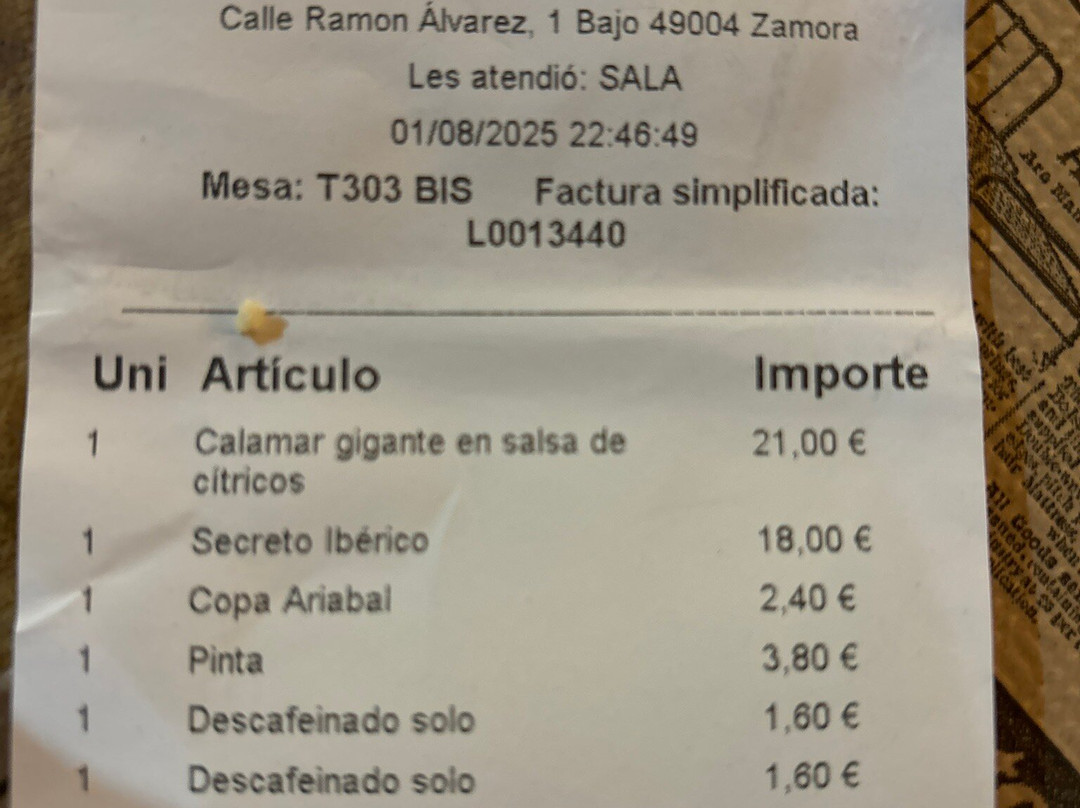 Calle Ramon Álvarez, 1 Bajo 49004 Zamora
Les atendió: SALA
01/08/2025 22:46:49
Mesa: T303 BIS Factura simplificada:
L0013440
Uni Artículo Importe
1 Calamar gigante en salsa de 21,00 €
cítricos
1 Secreto Ibérico 18,00 €
1 Copa Ariabal 2,40 €
1 Pinta 3,80 €
1 Descafeinado solo 1,60 €
1 Descafeinado solo 1,60 €
All Goods